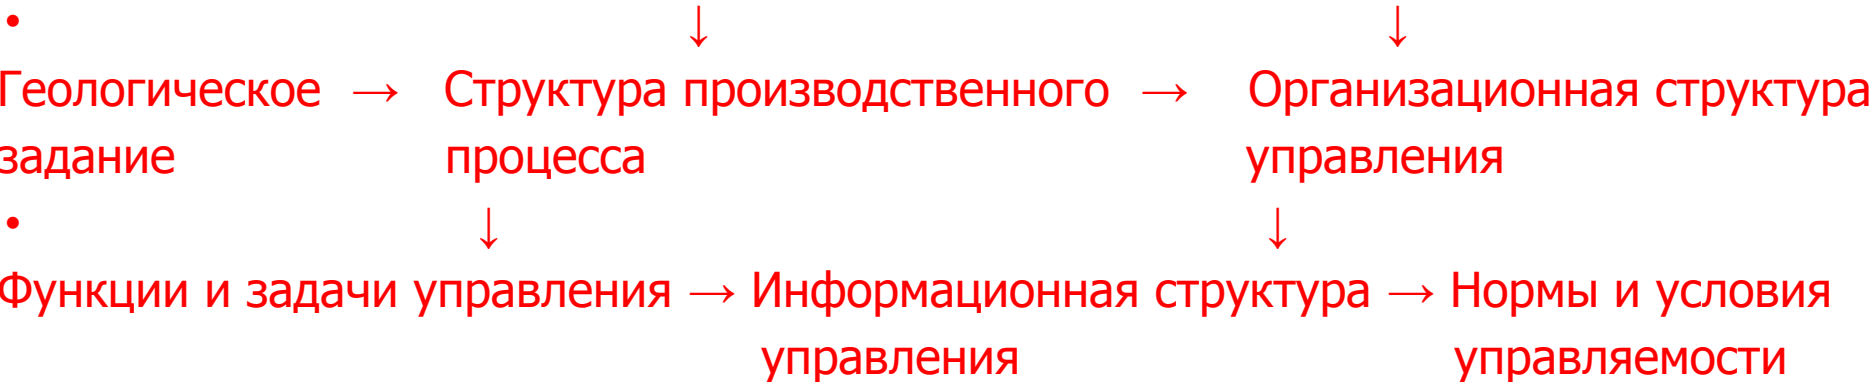 • ↓ ↓
Геологическое → Структура производственного → Организационная структура
задание процесса управления
• ↓ ↓
Функции и задачи управления → Информационная структура → Нормы и условия
управления управляемости